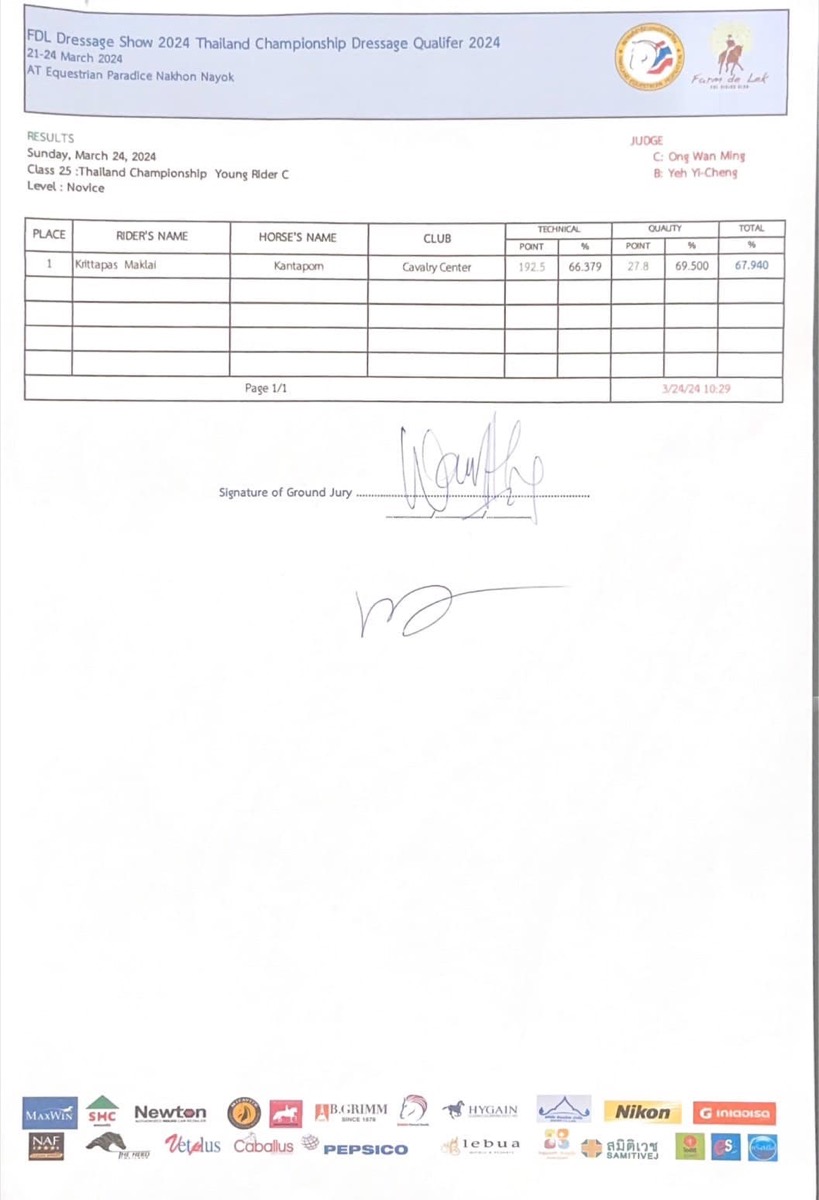 FDL Dressage Show 2024 Thailand Championship Dressage Qualifer 2024
21-24 March 2024
AT Equestrian Paradice Nakhon Nayok
Farm de Lek
RESULTS
Sunday, March 24, 2024
Class 25 :Thailand Championship Young Rider C
Level : Novice
JUDGE
C: Ong Wan Ming
B: Yeh Yi-Cheng
PLACE RIDER'S NAME HORSE'S NAME CLUB TECHNICAL QUALITY TOTAL
POINT % POINT % %
1 Krittapas Maklai Kantaporn Cavalry Center 192.5 66.379 27.8 69.500 67.940
Page 1/1 3/24/24 10:29
Signature of Ground Jury
MAXWIN SHC Newton B.GRIMM SINCE 1878 HYGAIN Nikon
NAF THE HERO Vetplus Caballus PEPSICO lebua สมิติเวช SAMITIVEJ